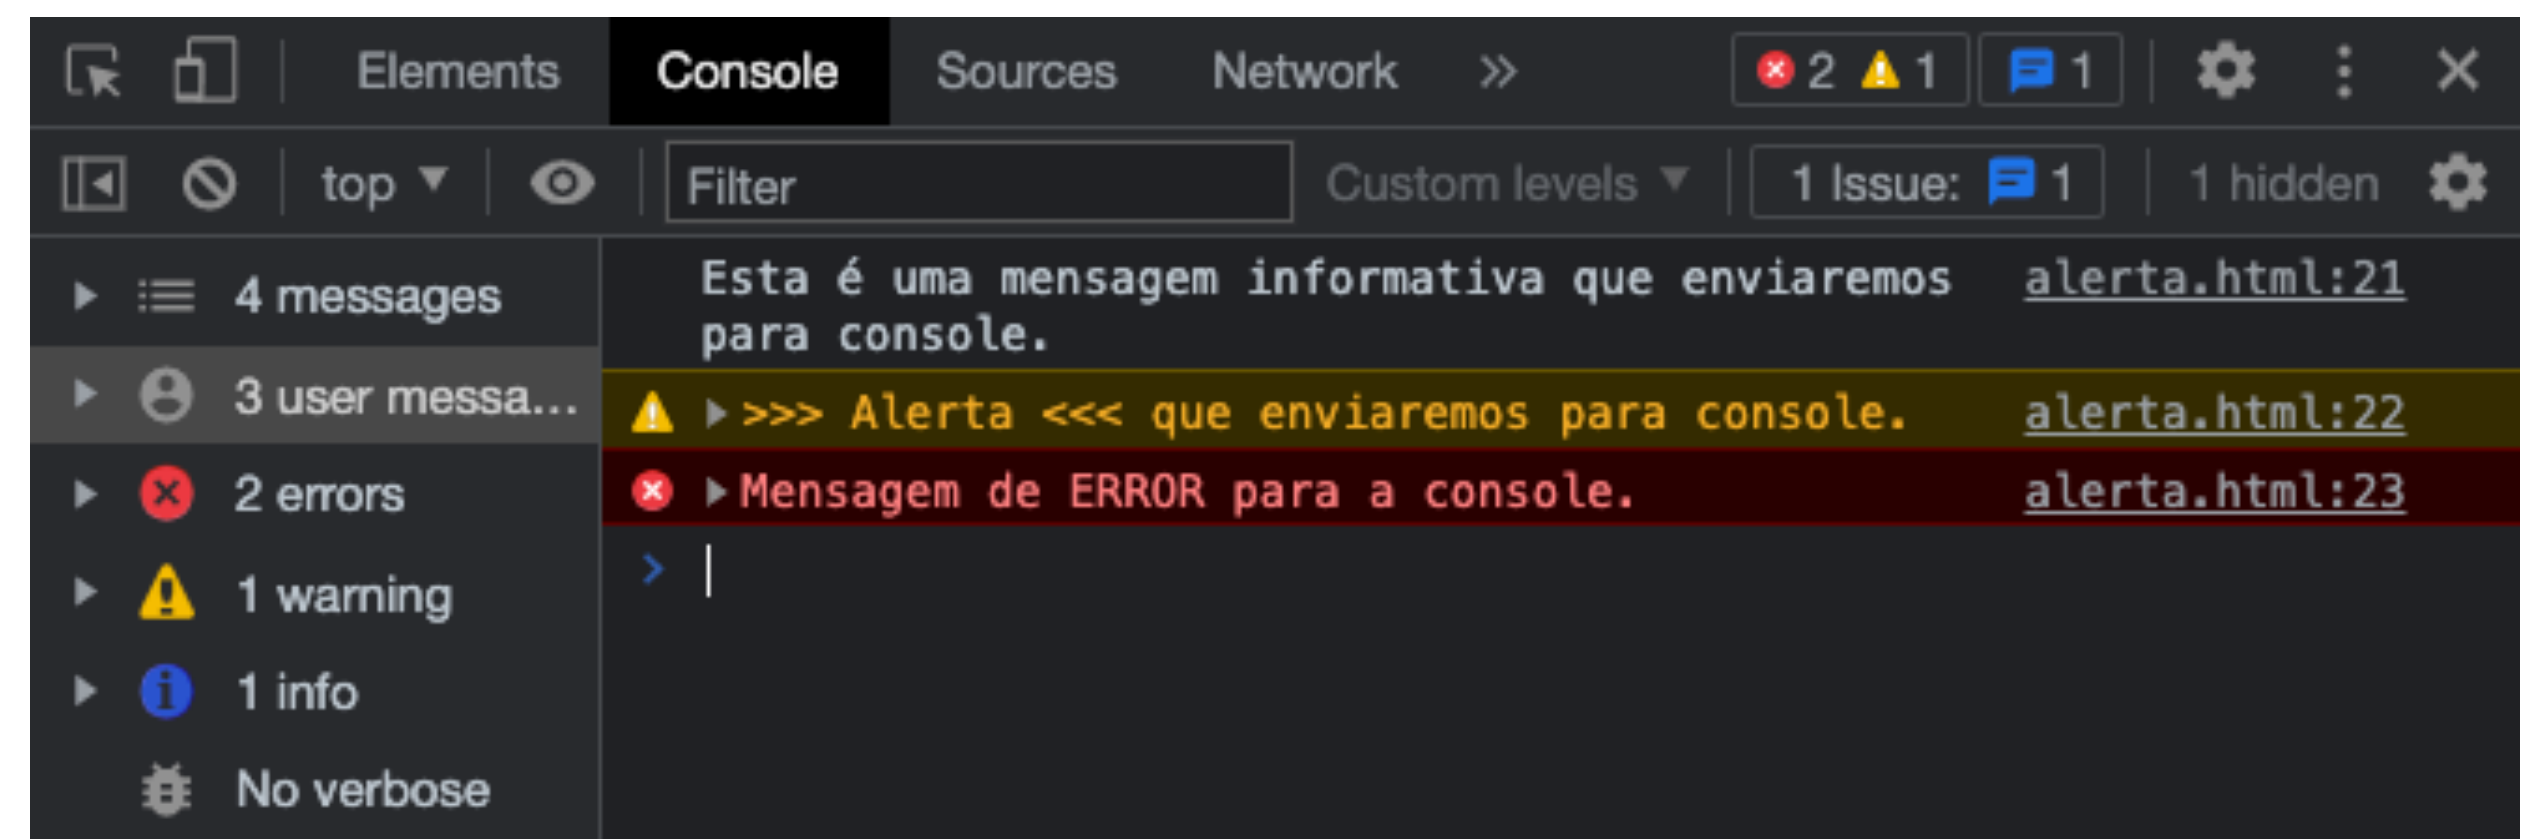 Elements Console Sources Network » 2 1 1
top Filter Custom levels 1 Issue: 1 1 hidden
4 messages
3 user messa...
2 errors
1 warning
1 info
No verbose
Esta é uma mensagem informativa que enviaremos alerta.html:21
para console.
>>> Alerta <<< que enviaremos para console. alerta.html:22
Mensagem de ERROR para a console. alerta.html:23
>